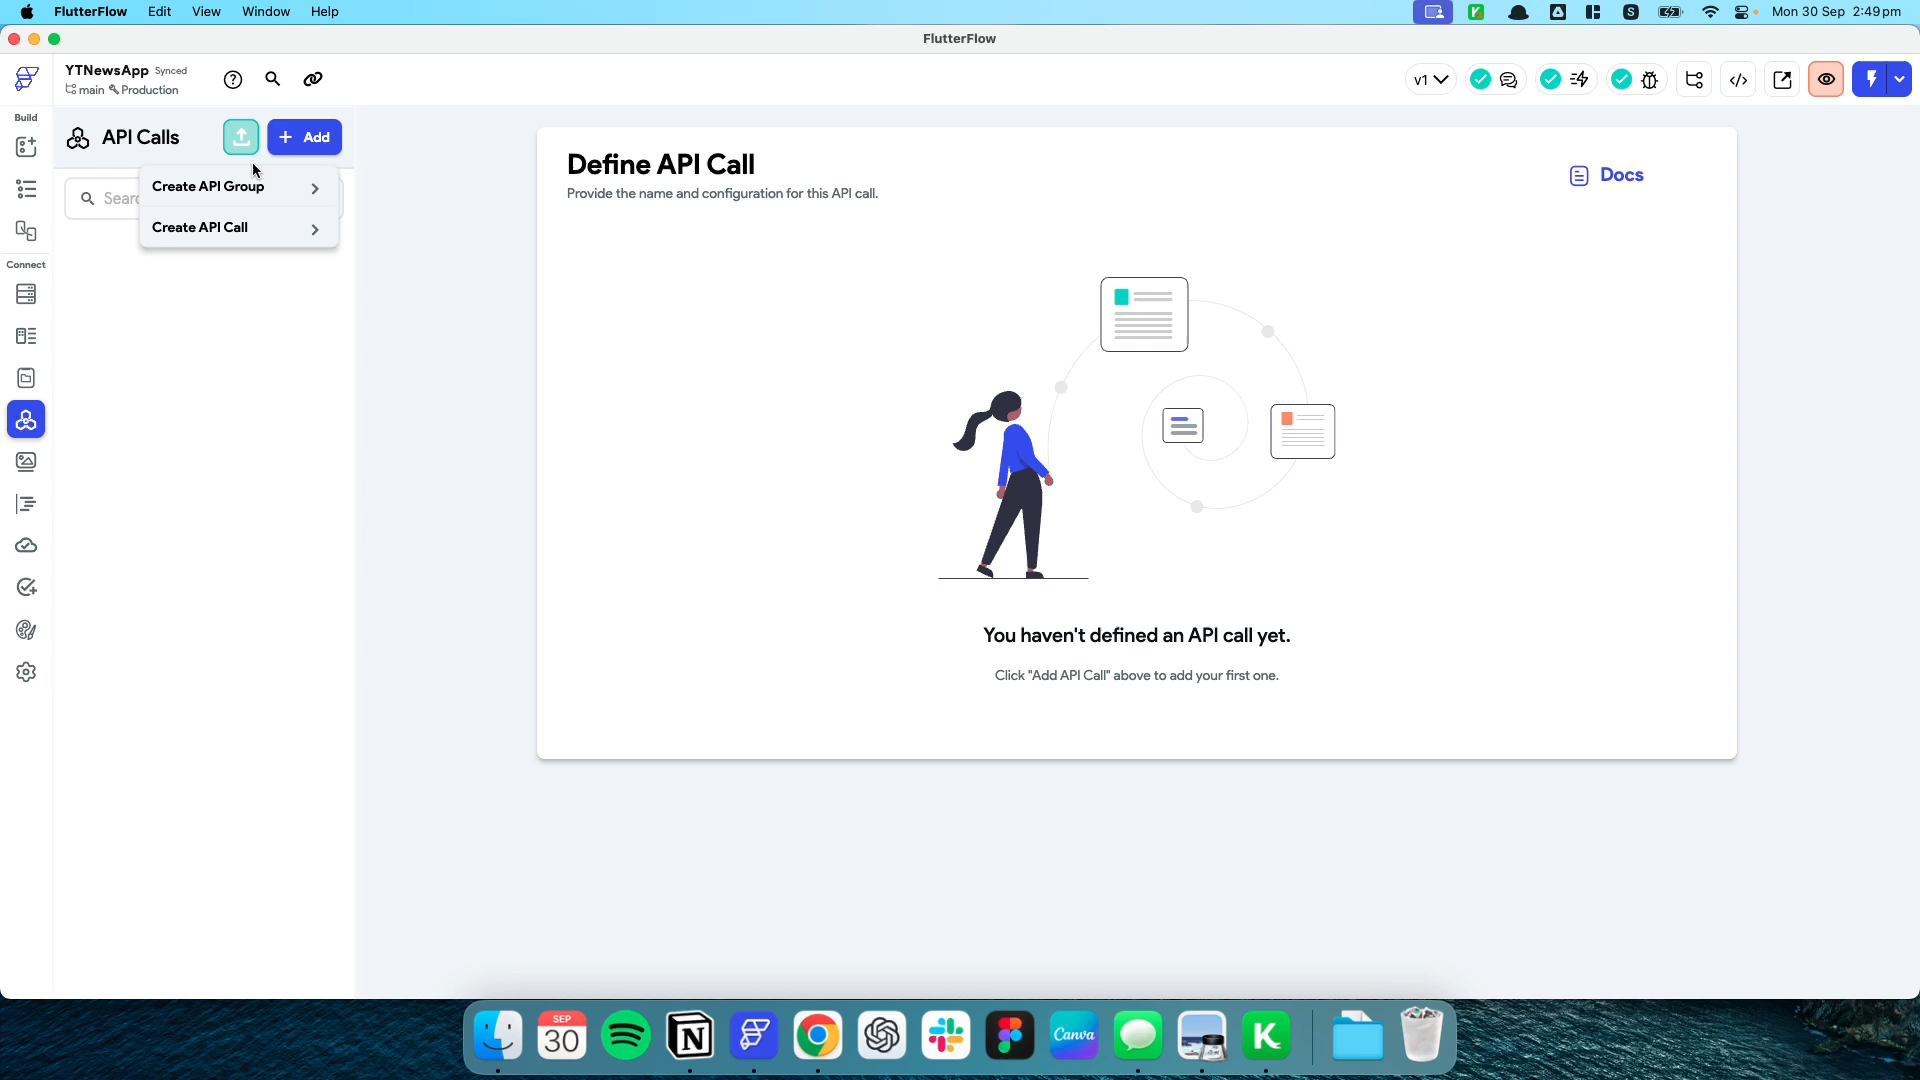 FlutterFlow Edit View Window Help
Mon 30 Sep 2:49 pm
FlutterFlow
YTNewsApp Synced
main Production
v1
Build
API Calls
+ Add
Create API Group
Create API Call
Connect
Define API Call
Provide the name and configuration for this API call.
Docs
You haven't defined an API call yet.
Click "Add API Call" above to add your first one.
SEP
30
Canva